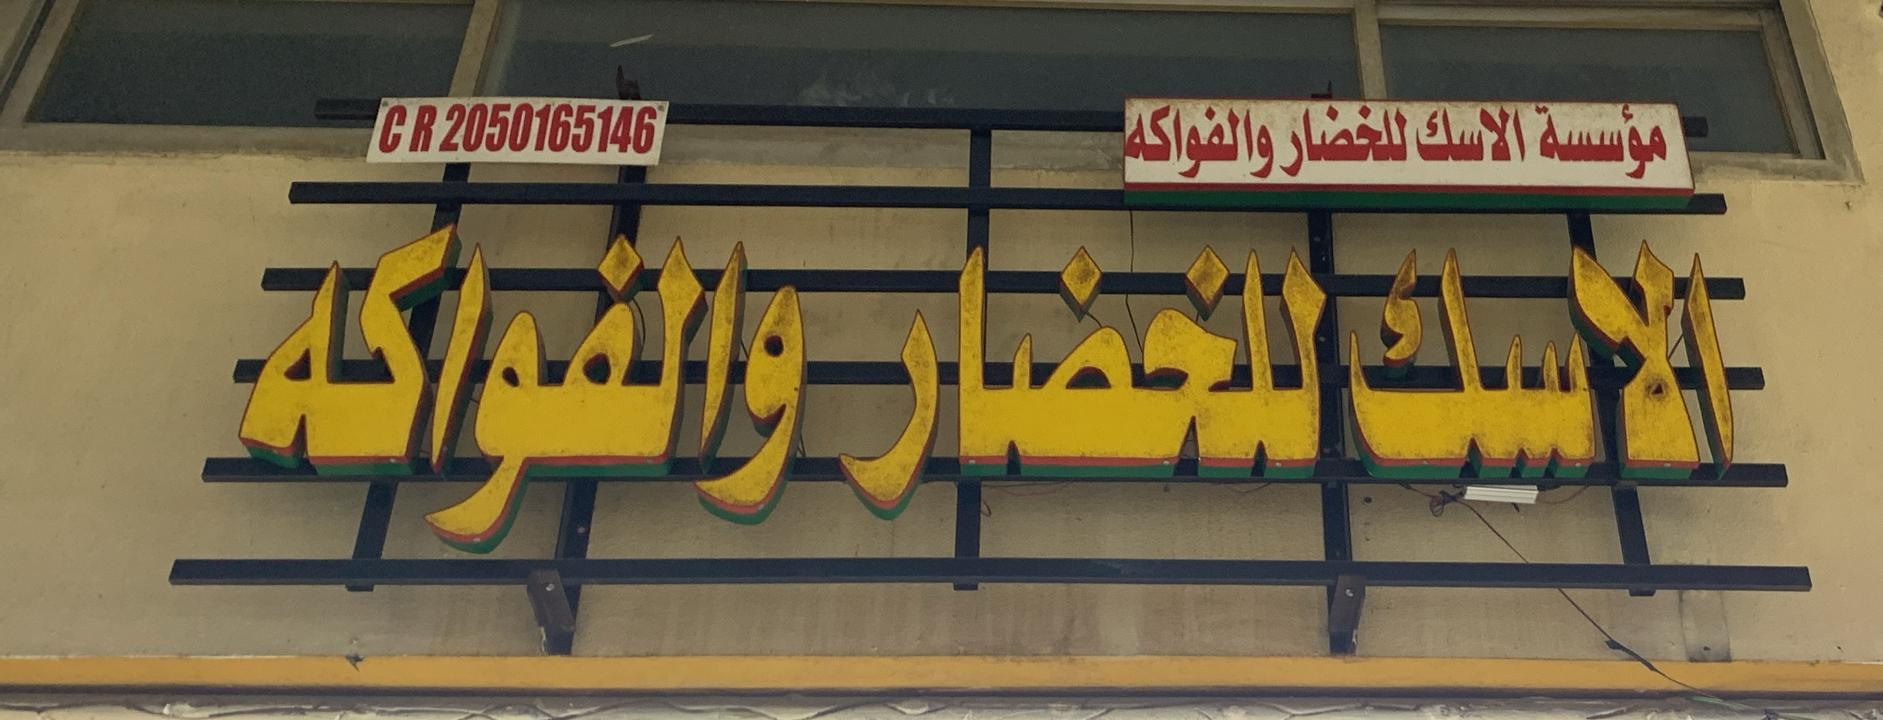 مؤسسة الاسك للخضار والفواكه
C R 2050165146
الاسك للخضار والفواكه